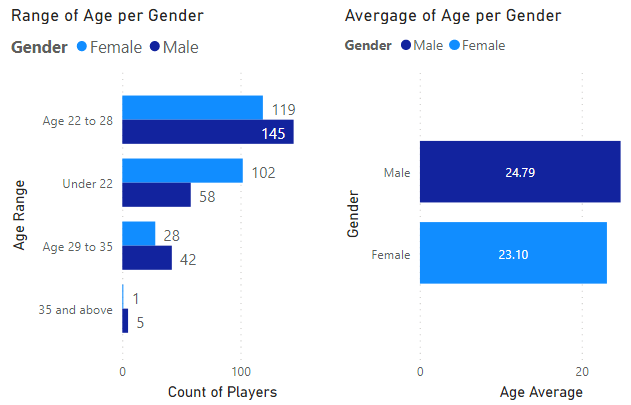 Range of Age per Gender
Gender Female Male
Age Range
Age 22 to 28
119
145
Under 22
102
58
Age 29 to 35
28
42
35 and above
1
5
0 100
Count of Players
Avergage of Age per Gender
Gender Male Female
Gender
Male
24.79
Female
23.10
0 20
Age Average